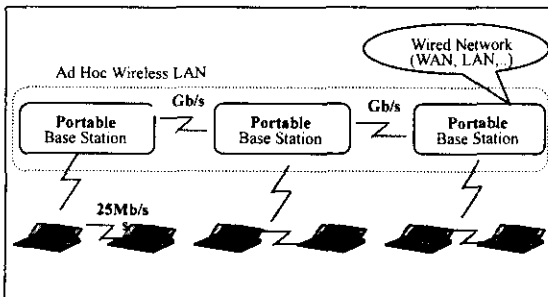 Wired Network
(WAN, LAN,..)
Ad Hoc Wireless LAN
Gb/s
Gb/s
Portable
Base Station
Portable
Base Station
Portable
Base Station
25Mb/s
s